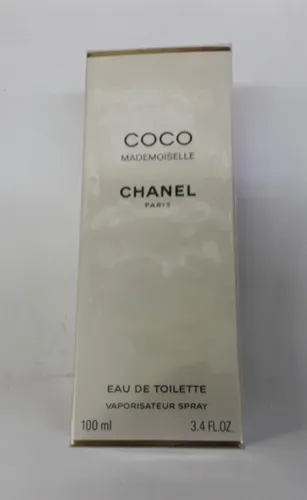 COCO
MADEMOISELLE
CHANEL
PARIS
EAU DE TOILETTE
VAPORISATEUR SPRAY
100 ml 3.4 FL.OZ.